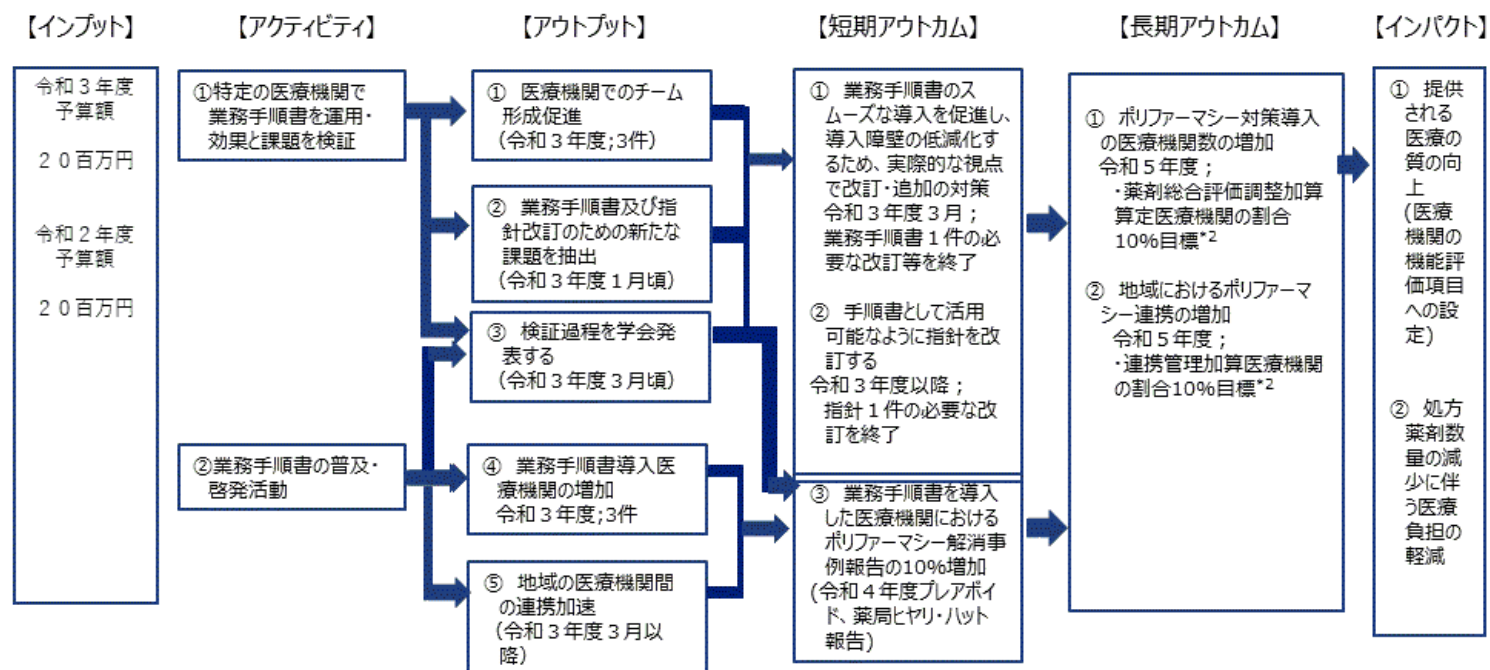 【インプット】
【アクティビティ】
【アウトプット】
【短期アウトカム】
【長期アウトカム】
【インパクト】
令和3年度
予算額
20百万円
令和2年度
予算額
20百万円
①特定の医療機関で
業務手順書を運用・
効果と課題を検証
②業務手順書の普及・
啓発活動
① 医療機関でのチーム
形成促進
(令和3年度;3件)
② 業務手順書及び指
針改訂のための新たな
課題を抽出
(令和3年度1月頃)
③ 検証過程を学会発
表する
(令和3年度3月頃)
④ 業務手順書導入医
療機関の増加
令和3年度;3件
⑤ 地域の医療機関間
の連携加速
(令和3年度3月以
降)
① 業務手順書のス
ムーズな導入を促進し、
導入障壁の低減化す
るため、実際的な視点
で改訂・追加の対策
令和3年度3月;
業務手順書1件の必
要な改訂等を終了
② 手順書として活用
可能なように指針を改
訂する
令和3年度以降;
指針1件の必要な改
訂を終了
③ 業務手順書を導入
した医療機関における
ポリファーマシー解消事
例報告の10%増加
(令和4年度プレアボイ
ド、薬局ヒヤリ・ハット
報告)
① ポリファーマシー対策導入
の医療機関数の増加
令和5年度;
・薬剤総合評価調整加算
算定医療機関の割合
10%目標*2
② 地域におけるポリファーマ
シー連携の増加
令和5年度;
・連携管理加算医療機関
の割合10%目標*2
① 提供
される
医療の
質の向
上
(医療
機関の
機能評
価項目
への設
定)
② 処方
薬剤数
量の減
少に伴
う医療
負担の
軽減